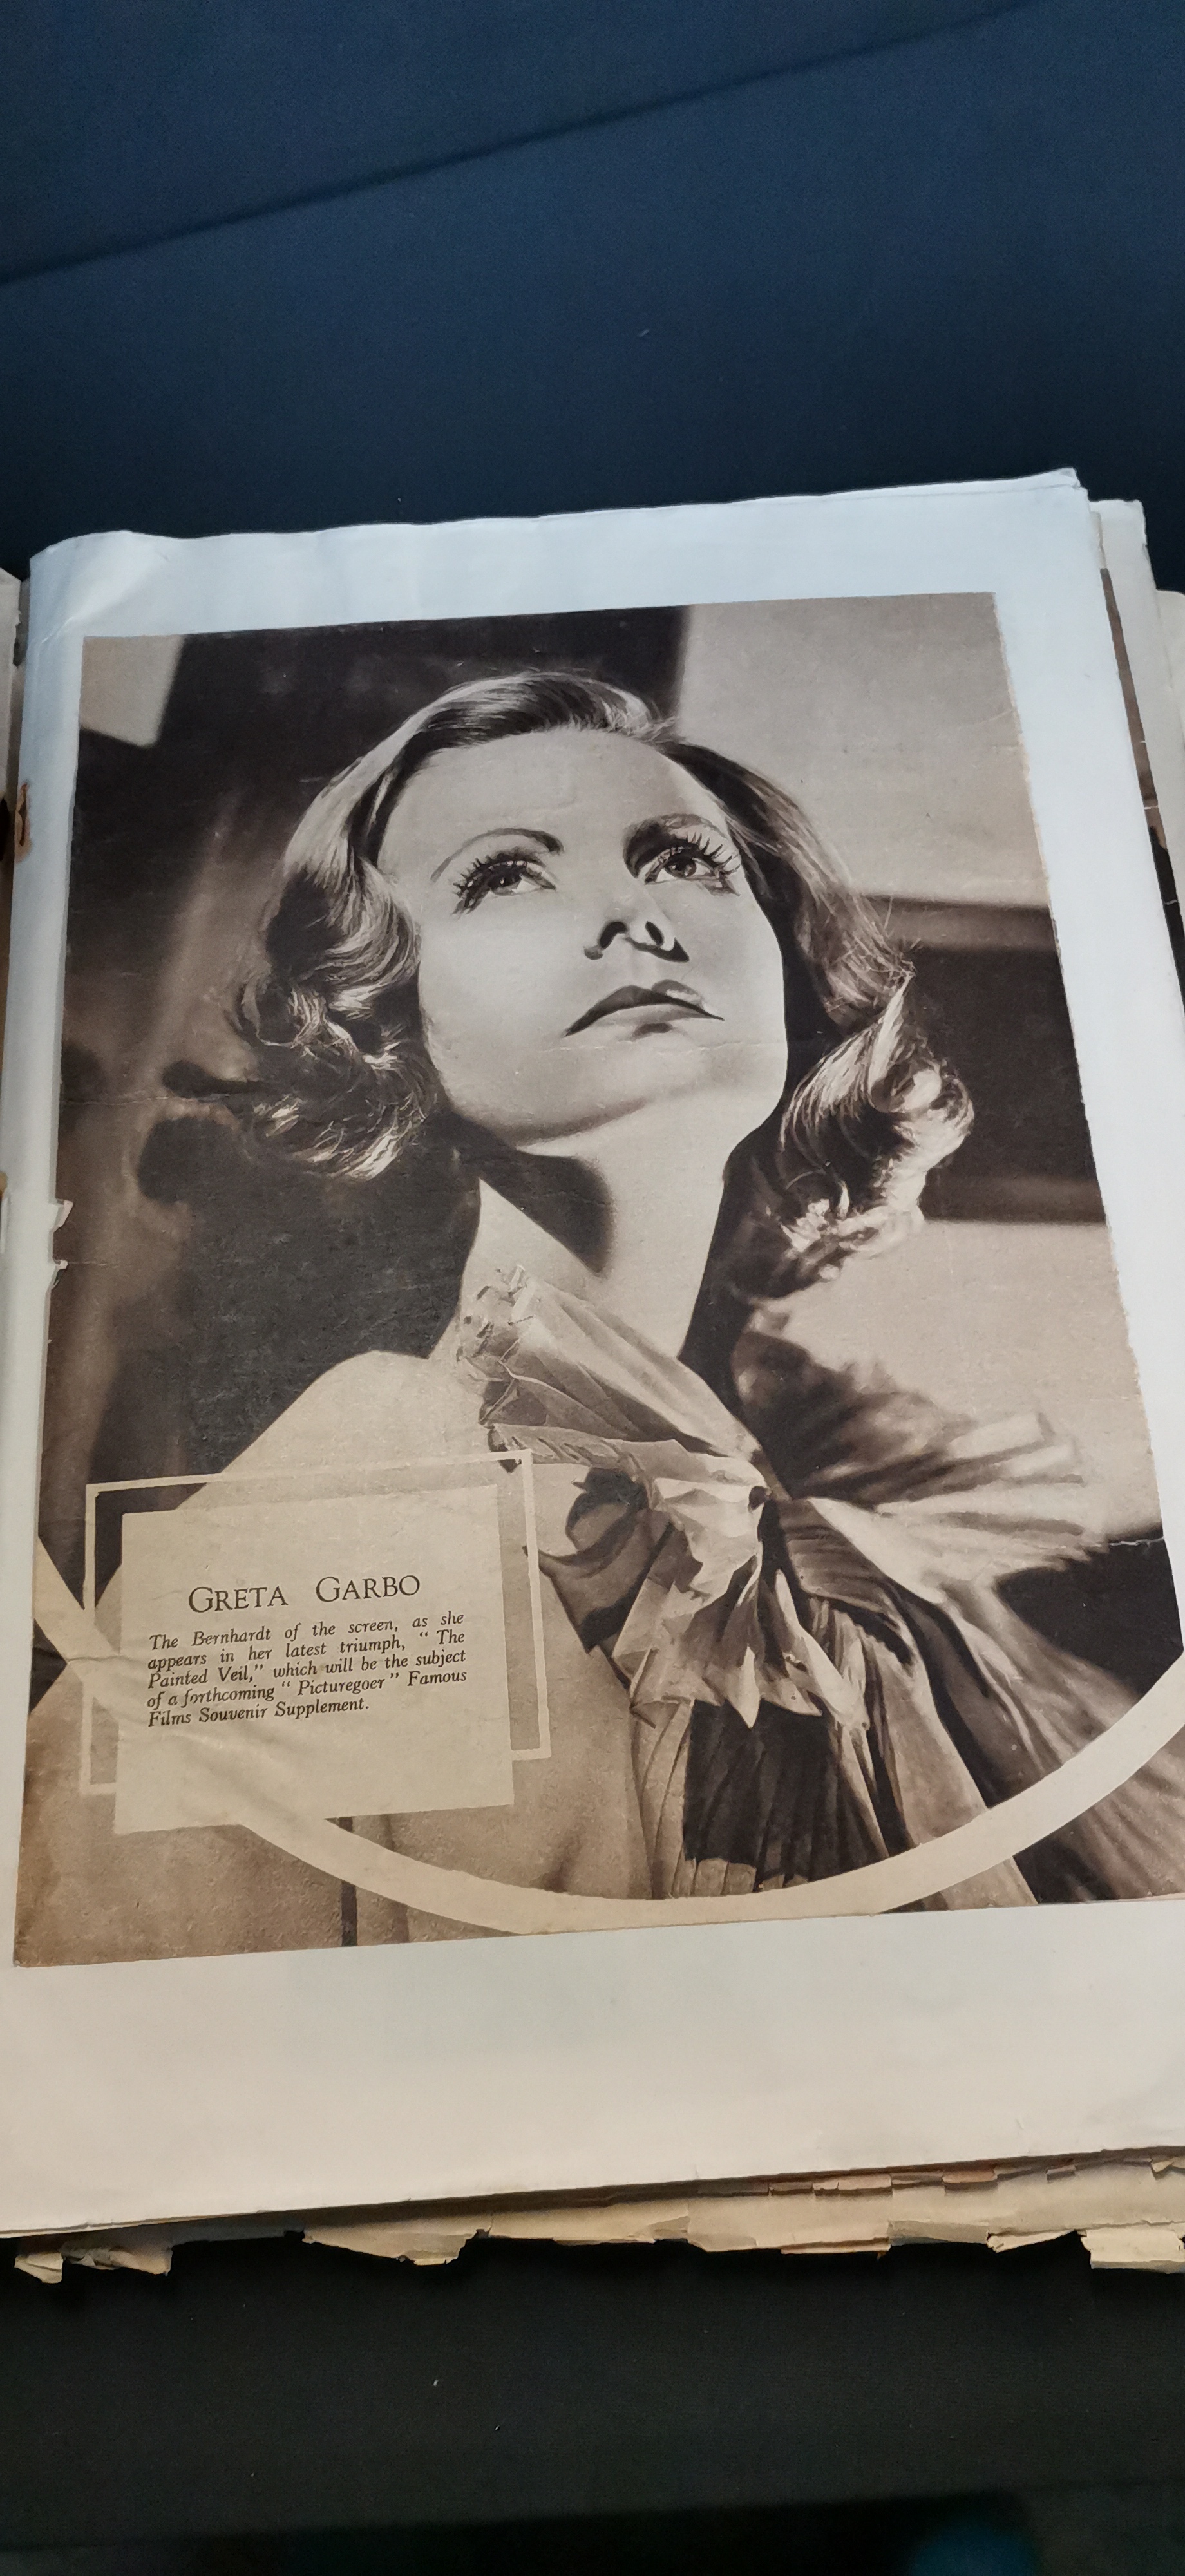 GRETA GARBO
The Bernhardt of the screen, as she
appears in her latest triumph, “ The
Painted Veil,” which will be the subject
of a forthcoming “ Picturegoer ” Famous
Films Souvenir Supplement.